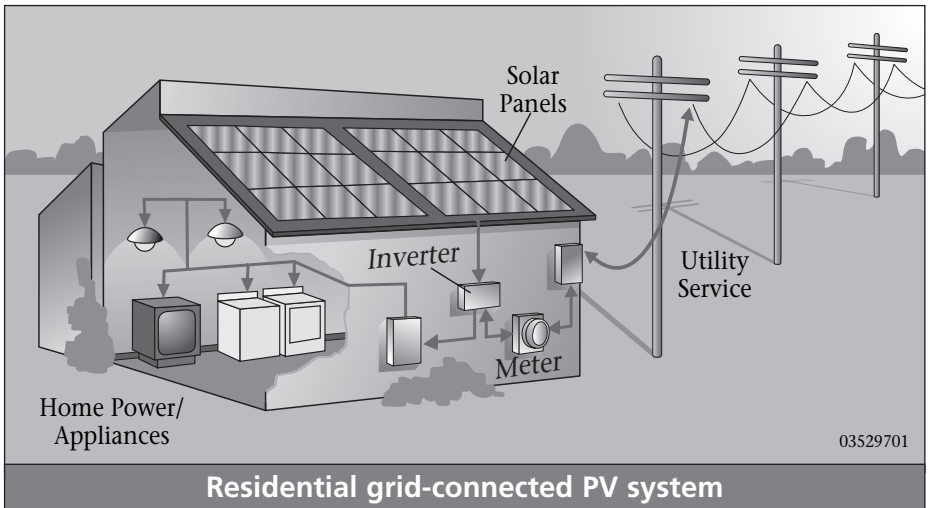 Solar
Panels
Inverter
Utility
Service
Meter
Home Power/
Appliances
03529701
Residential grid-connected PV system